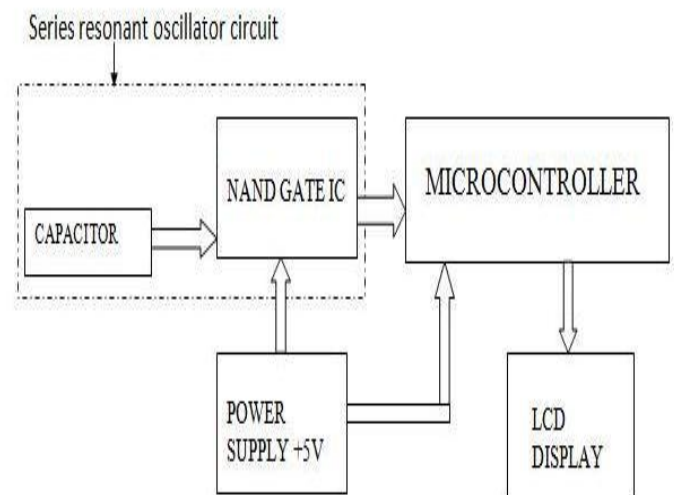 Series resonant oscillator circuit
NAND GATE IC
MICROCONTROLLER
CAPACITOR
POWER
SUPPLY +5V
LCD
DISPLAY